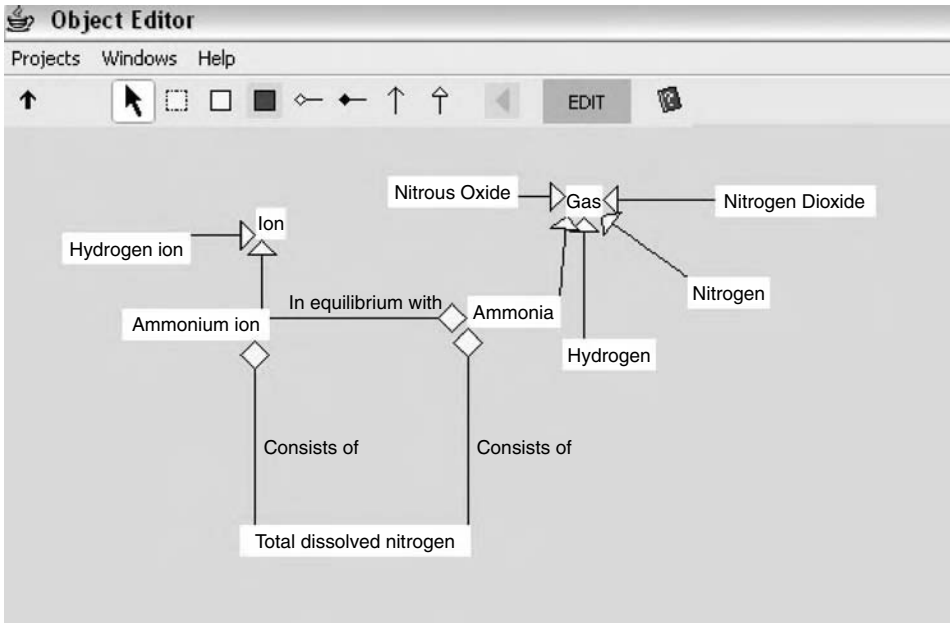 Object Editor
Projects Windows Help
EDIT
Nitrous Oxide
Gas
Nitrogen Dioxide
Ion
Hydrogen ion
Nitrogen
In equilibrium with
Ammonia
Ammonium ion
Hydrogen
Consists of
Consists of
Total dissolved nitrogen